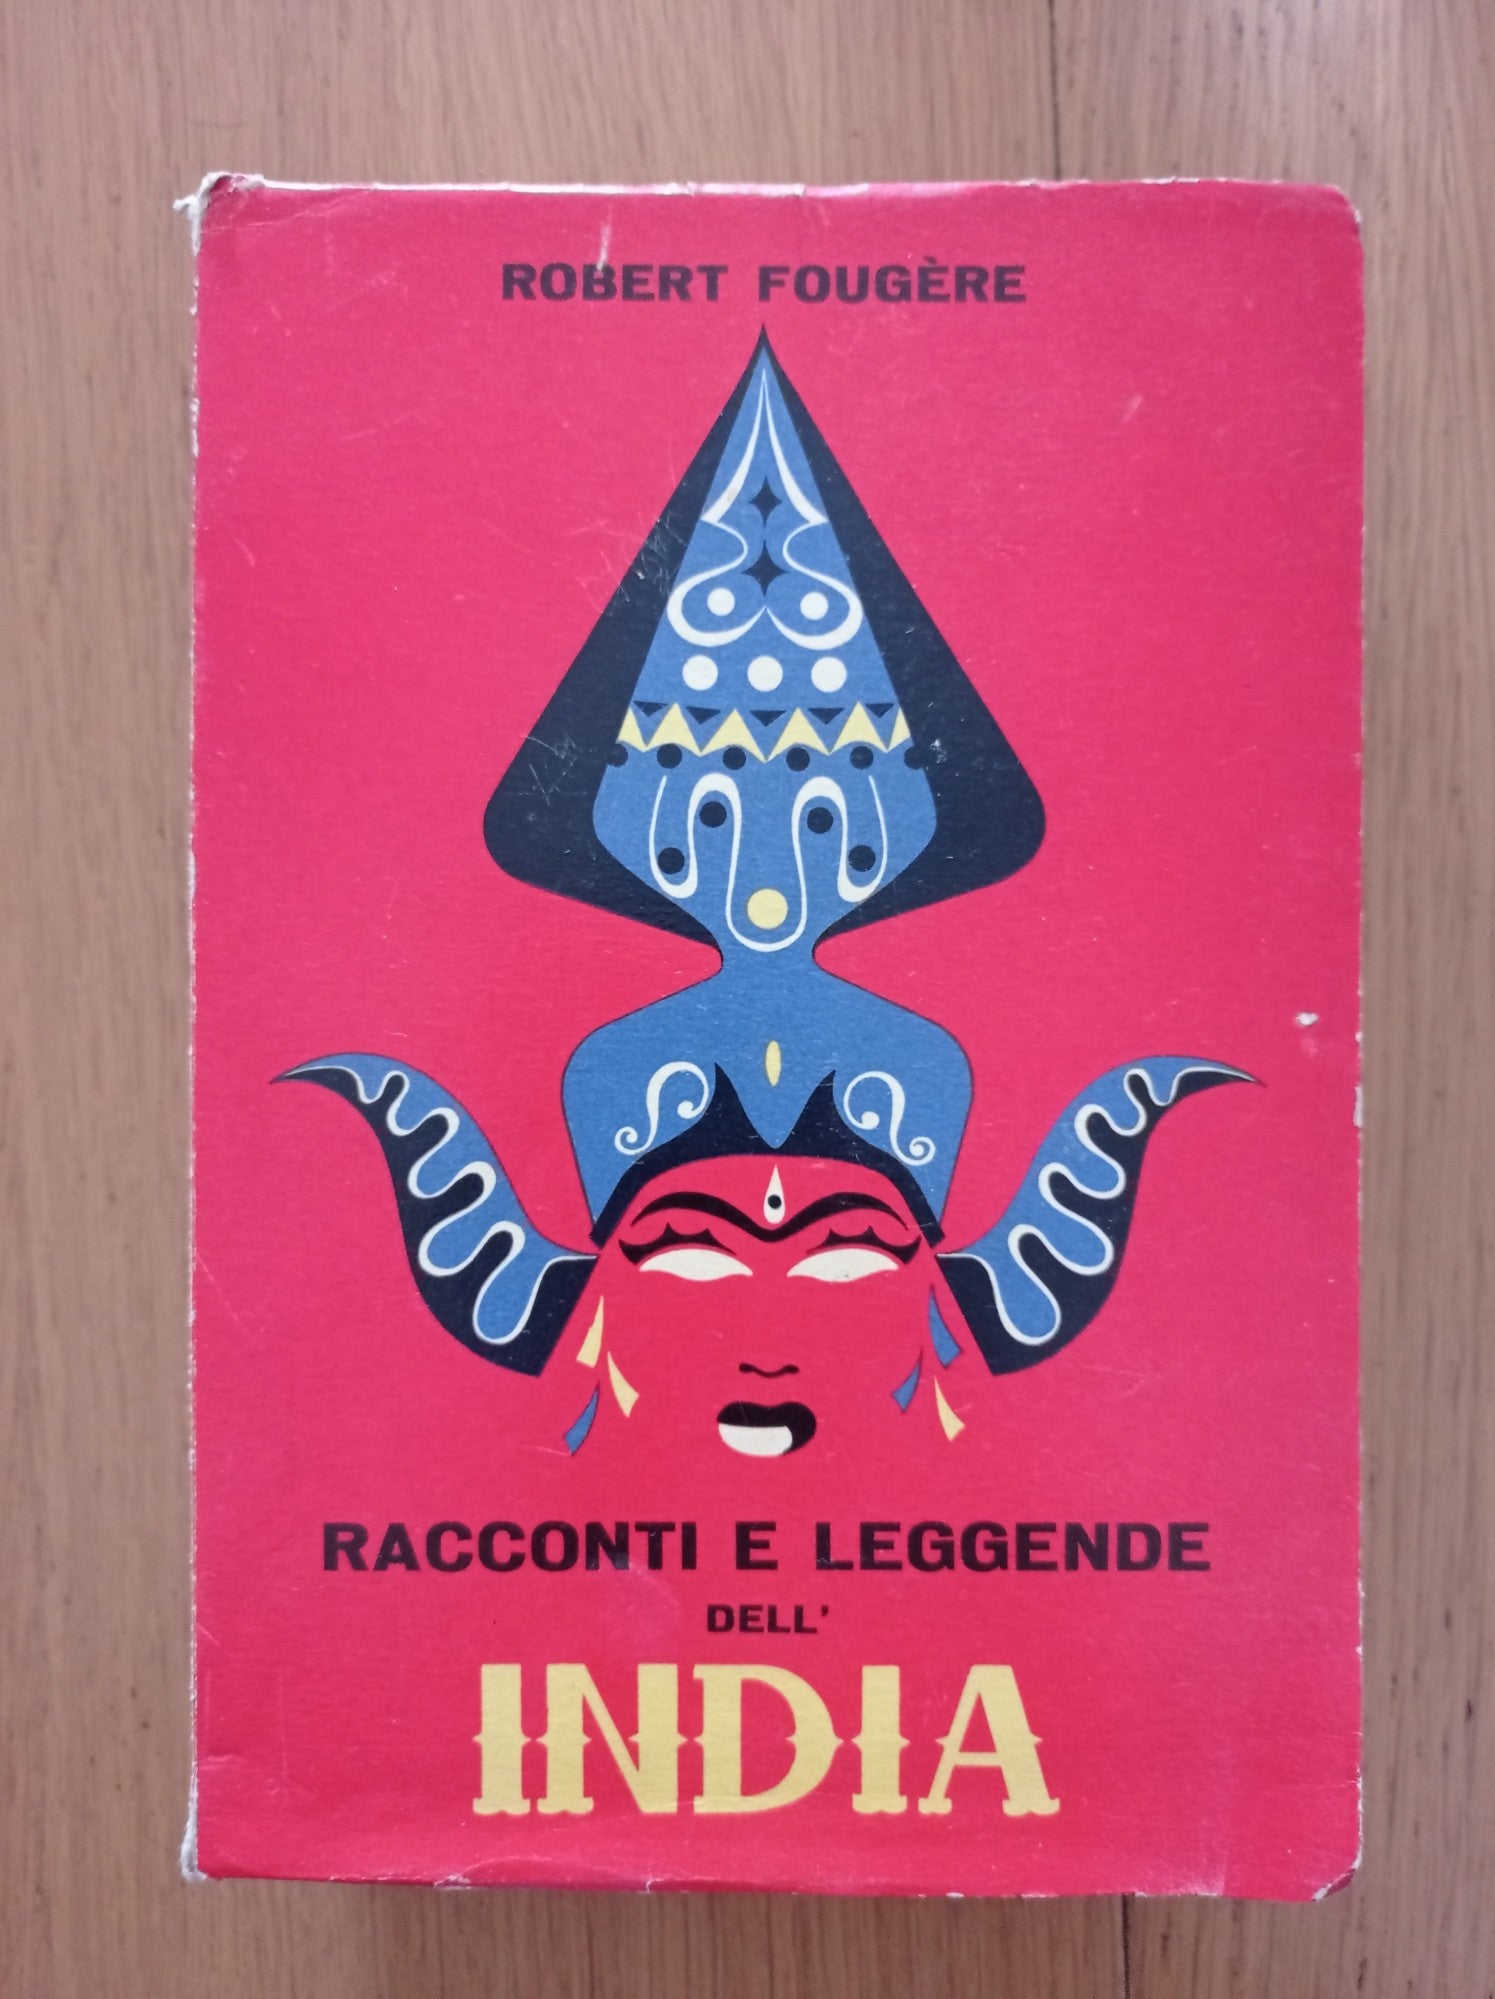 ROBERT FOUGÈRE
RACCONTI E LEGGENDE
DELL'
INDIA